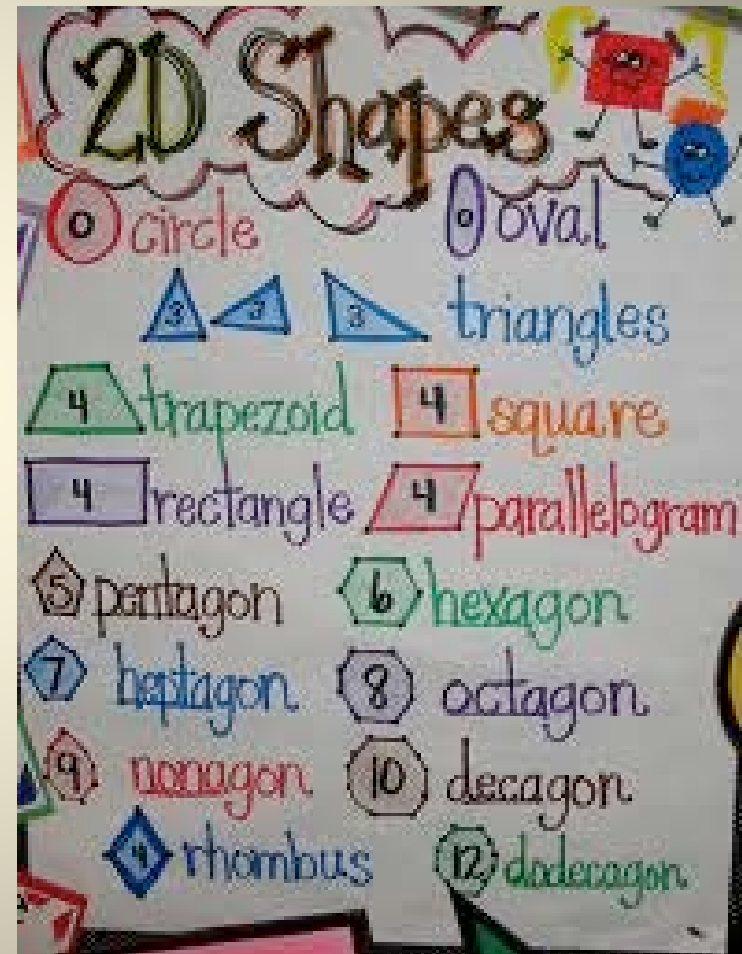 2D Shapes
0 circle 0 oval
3 3 3 triangles
4 trapezoid 4 square
4 rectangle 4 parallelogram
5 pentagon 6 hexagon
7 heptagon 8 octagon
9 nonagon 10 decagon
4 rhombus 12 dodecagon